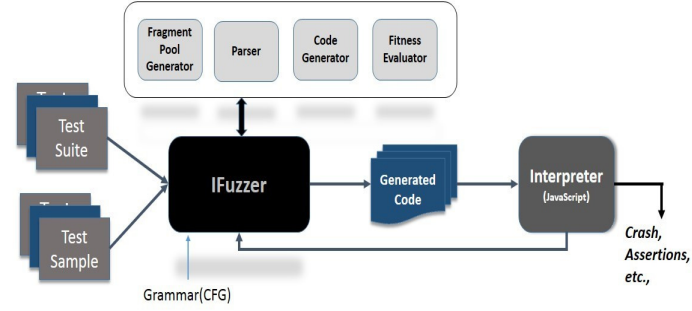 Fragment
Pool
Generator
Parser
Code
Generator
Fitness
Evaluator
Test
Suite
Test
Sample
IFuzzer
Generated
Code
Interpreter
(JavaScript)
Crash,
Assertions,
etc.,
Grammar(CFG)